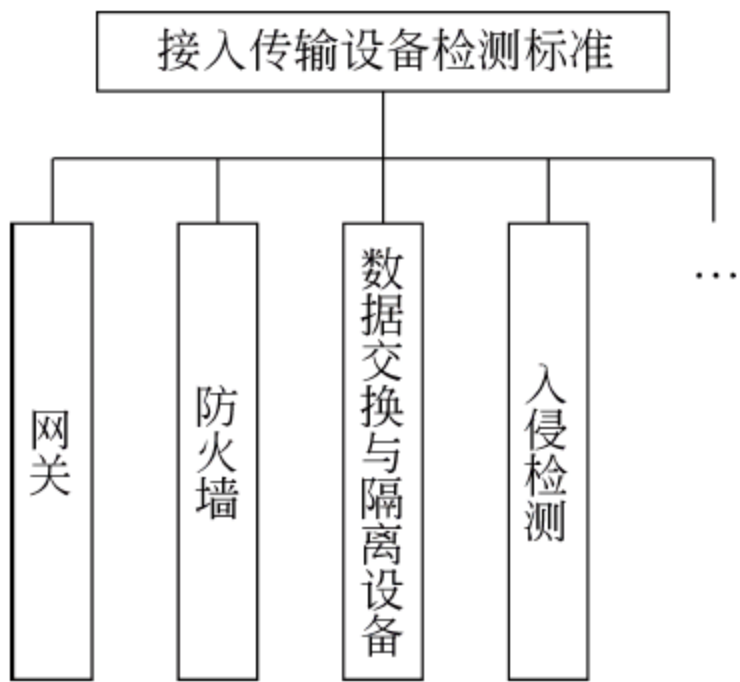 接入传输设备检测标准
网关
防火墙
数据交换与隔离设备
入侵检测
…